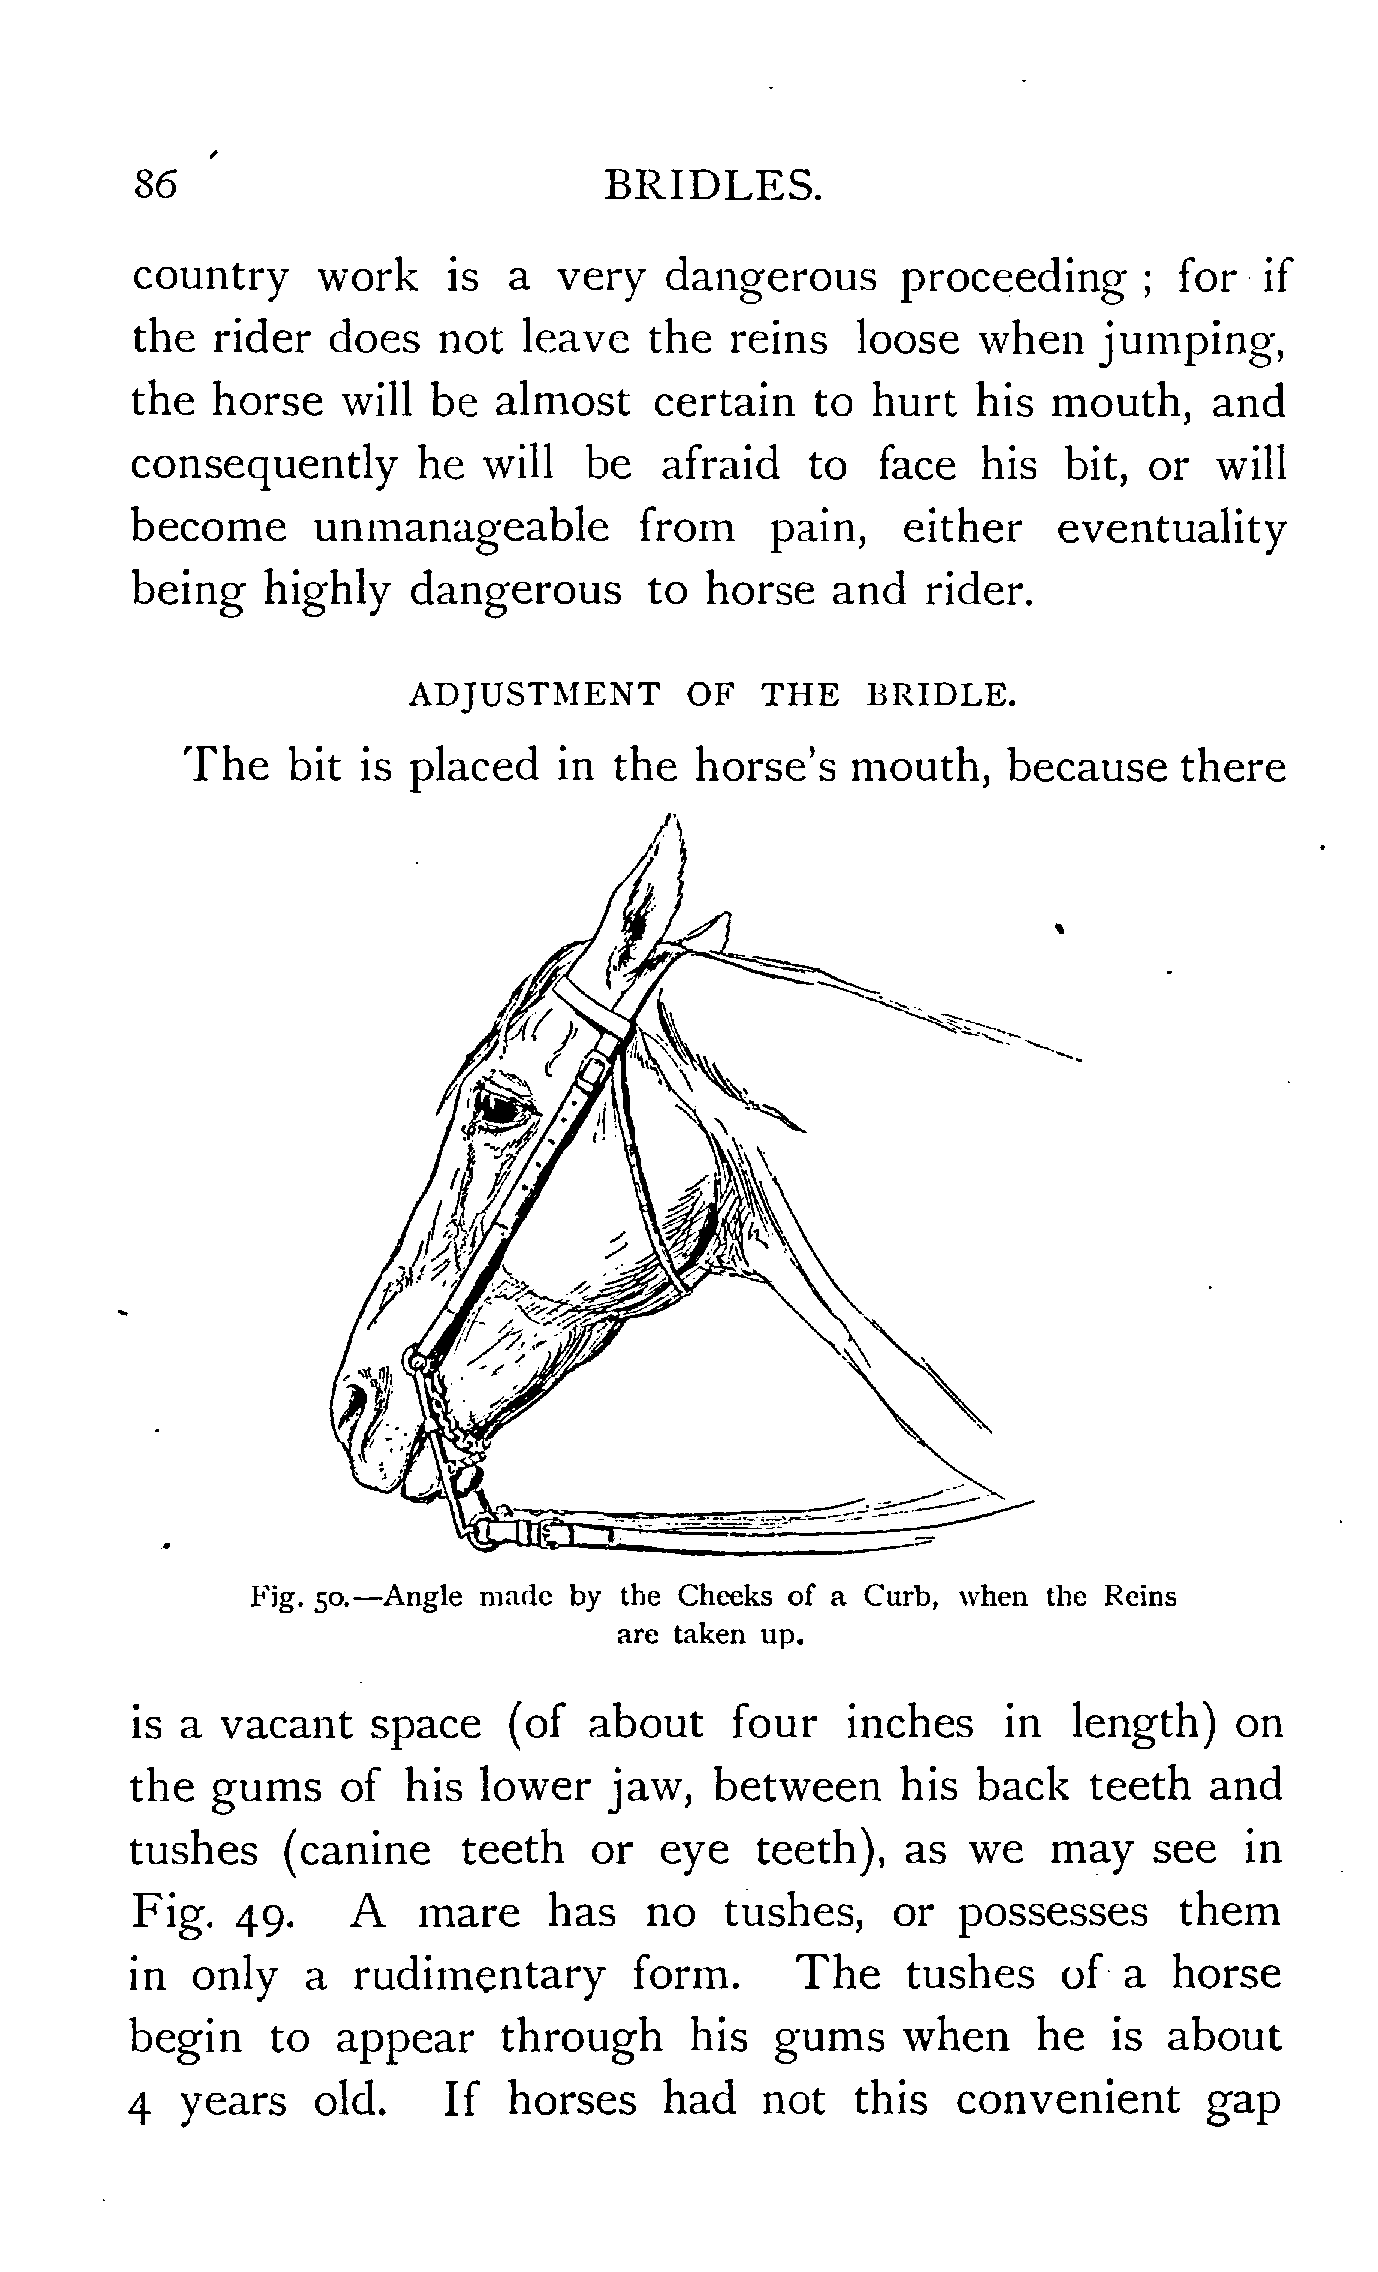 86 BRIDLES.
country work is a very dangerous proceeding ; for if
the rider does not leave the reins loose when jumping,
the horse will be almost certain to hurt his mouth, and
consequently he will be afraid to face his bit, or will
become unmanageable from pain, either eventuality
being highly dangerous to horse and rider.
ADJUSTMENT OF THE BRIDLE.
The bit is placed in the horse's mouth, because there
Fig. 50.—Angle made by the Cheeks of a Curb, when the Reins
are taken up.
is a vacant space (of about four inches in length) on
the gums of his lower jaw, between his back teeth and
tushes (canine teeth or eye teeth), as we may see in
Fig. 49. A mare has no tushes, or possesses them
in only a rudimentary form. The tushes of a horse
begin to appear through his gums when he is about
4 years old. If horses had not this convenient gap